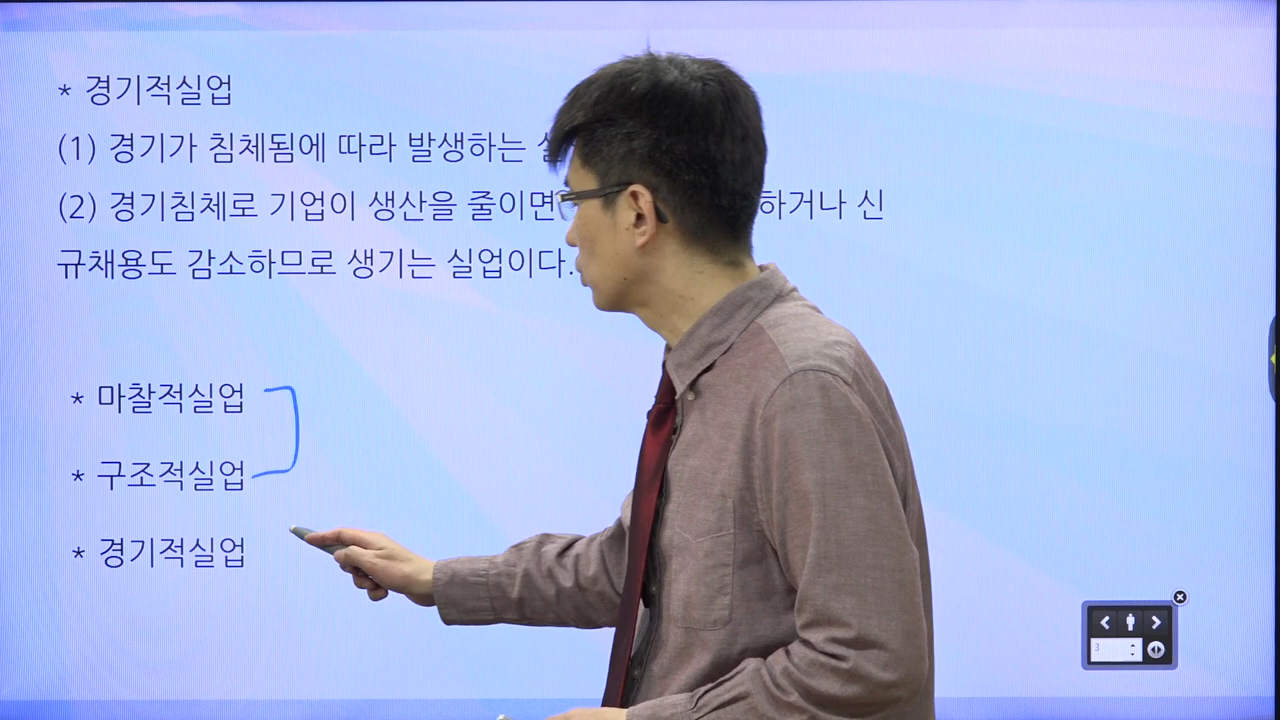 * 경기적실업
(1) 경기가 침체됨에 따라 발생하는
(2) 경기침체로 기업이 생산을 줄이면 하거나 신
규채용도 감소하므로 생기는 실업이다.
* 마찰적실업
* 구조적실업
* 경기적실업
3